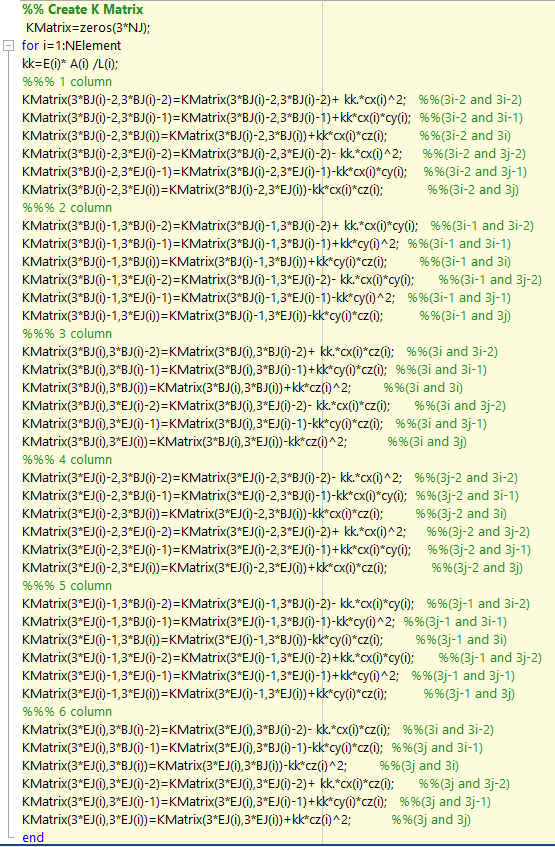 %% Create K Matrix
KMatrix=zeros(3*NJ);
for i=1:NElement
kk=E(i)* A(i) /L(i);
%%% 1 column
KMatrix(3*BJ(i)-2,3*BJ(i)-2)=KMatrix(3*BJ(i)-2,3*BJ(i)-2)+ kk.*cx(i)^2; %%(3i-2 and 3i-2)
KMatrix(3*BJ(i)-2,3*BJ(i)-1)=KMatrix(3*BJ(i)-2,3*BJ(i)-1)+kk*cx(i)*cy(i); %%(3i-2 and 3i-1)
KMatrix(3*BJ(i)-2,3*BJ(i))=KMatrix(3*BJ(i)-2,3*BJ(i))+kk*cx(i)*cz(i); %%(3i-2 and 3i)
KMatrix(3*BJ(i)-2,3*EJ(i)-2)=KMatrix(3*BJ(i)-2,3*EJ(i)-2)- kk.*cx(i)^2; %%(3i-2 and 3j-2)
KMatrix(3*BJ(i)-2,3*EJ(i)-1)=KMatrix(3*BJ(i)-2,3*EJ(i)-1)-kk*cx(i)*cy(i); %%(3i-2 and 3j-1)
KMatrix(3*BJ(i)-2,3*EJ(i))=KMatrix(3*BJ(i)-2,3*EJ(i))-kk*cx(i)*cz(i); %%(3i-2 and 3j)
%%% 2 column
KMatrix(3*BJ(i)-1,3*BJ(i)-2)=KMatrix(3*BJ(i)-1,3*BJ(i)-2)+ kk.*cx(i)*cy(i); %%(3i-1 and 3i-2)
KMatrix(3*BJ(i)-1,3*BJ(i)-1)=KMatrix(3*BJ(i)-1,3*BJ(i)-1)+kk*cy(i)^2; %%(3i-1 and 3i-1)
KMatrix(3*BJ(i)-1,3*BJ(i))=KMatrix(3*BJ(i)-1,3*BJ(i))+kk*cy(i)*cz(i); %%(3i-1 and 3i)
KMatrix(3*BJ(i)-1,3*EJ(i)-2)=KMatrix(3*BJ(i)-1,3*EJ(i)-2)- kk.*cx(i)*cy(i); %%(3i-1 and 3j-2)
KMatrix(3*BJ(i)-1,3*EJ(i)-1)=KMatrix(3*BJ(i)-1,3*EJ(i)-1)-kk*cy(i)^2; %%(3i-1 and 3j-1)
KMatrix(3*BJ(i)-1,3*EJ(i))=KMatrix(3*BJ(i)-1,3*EJ(i))-kk*cy(i)*cz(i); %%(3i-1 and 3j)
%%% 3 column
KMatrix(3*BJ(i),3*BJ(i)-2)=KMatrix(3*BJ(i),3*BJ(i)-2)+ kk.*cx(i)*cz(i); %%(3i and 3i-2)
KMatrix(3*BJ(i),3*BJ(i)-1)=KMatrix(3*BJ(i),3*BJ(i)-1)+kk*cy(i)*cz(i); %%(3i and 3i-1)
KMatrix(3*BJ(i),3*BJ(i))=KMatrix(3*BJ(i),3*BJ(i))+kk*cz(i)^2; %%(3i and 3i)
KMatrix(3*BJ(i),3*EJ(i)-2)=KMatrix(3*BJ(i),3*EJ(i)-2)- kk.*cx(i)*cz(i); %%(3i and 3j-2)
KMatrix(3*BJ(i),3*EJ(i)-1)=KMatrix(3*BJ(i),3*EJ(i)-1)-kk*cy(i)*cz(i); %%(3i and 3j-1)
KMatrix(3*BJ(i),3*EJ(i))=KMatrix(3*BJ(i),3*EJ(i))-kk*cz(i)^2; %%(3i and 3j)
%%% 4 column
KMatrix(3*EJ(i)-2,3*BJ(i)-2)=KMatrix(3*EJ(i)-2,3*BJ(i)-2)- kk.*cx(i)^2; %%(3j-2 and 3i-2)
KMatrix(3*EJ(i)-2,3*BJ(i)-1)=KMatrix(3*EJ(i)-2,3*BJ(i)-1)-kk*cx(i)*cy(i); %%(3j-2 and 3i-1)
KMatrix(3*EJ(i)-2,3*BJ(i))=KMatrix(3*EJ(i)-2,3*BJ(i))-kk*cx(i)*cz(i); %%(3j-2 and 3i)
KMatrix(3*EJ(i)-2,3*EJ(i)-2)=KMatrix(3*EJ(i)-2,3*EJ(i)-2)+ kk.*cx(i)^2; %%(3j-2 and 3j-2)
KMatrix(3*EJ(i)-2,3*EJ(i)-1)=KMatrix(3*EJ(i)-2,3*EJ(i)-1)+kk*cx(i)*cy(i); %%(3j-2 and 3j-1)
KMatrix(3*EJ(i)-2,3*EJ(i))=KMatrix(3*EJ(i)-2,3*EJ(i))+kk*cx(i)*cz(i); %%(3j-2 and 3j)
%%% 5 column
KMatrix(3*EJ(i)-1,3*BJ(i)-2)=KMatrix(3*EJ(i)-1,3*BJ(i)-2)- kk.*cx(i)*cy(i); %%(3j-1 and 3i-2)
KMatrix(3*EJ(i)-1,3*BJ(i)-1)=KMatrix(3*EJ(i)-1,3*BJ(i)-1)-kk*cy(i)^2; %%(3j-1 and 3i-1)
KMatrix(3*EJ(i)-1,3*BJ(i))=KMatrix(3*EJ(i)-1,3*BJ(i))-kk*cy(i)*cz(i); %%(3j-1 and 3i)
KMatrix(3*EJ(i)-1,3*EJ(i)-2)=KMatrix(3*EJ(i)-1,3*EJ(i)-2)+kk.*cx(i)*cy(i); %%(3j-1 and 3j-2)
KMatrix(3*EJ(i)-1,3*EJ(i)-1)=KMatrix(3*EJ(i)-1,3*EJ(i)-1)+kk*cy(i)^2; %%(3j-1 and 3j-1)
KMatrix(3*EJ(i)-1,3*EJ(i))=KMatrix(3*EJ(i)-1,3*EJ(i))+kk*cy(i)*cz(i); %%(3j-1 and 3j)
%%% 6 column
KMatrix(3*EJ(i),3*BJ(i)-2)=KMatrix(3*EJ(i),3*BJ(i)-2)- kk.*cx(i)*cz(i); %%(3i and 3i-2)
KMatrix(3*EJ(i),3*BJ(i)-1)=KMatrix(3*EJ(i),3*BJ(i)-1)-kk*cy(i)*cz(i); %%(3j and 3i-1)
KMatrix(3*EJ(i),3*BJ(i))=KMatrix(3*EJ(i),3*BJ(i))-kk*cz(i)^2; %%(3j and 3i)
KMatrix(3*EJ(i),3*EJ(i)-2)=KMatrix(3*EJ(i),3*EJ(i)-2)+ kk.*cx(i)*cz(i); %%(3j and 3j-2)
KMatrix(3*EJ(i),3*EJ(i)-1)=KMatrix(3*EJ(i),3*EJ(i)-1)+kk*cy(i)*cz(i); %%(3j and 3j-1)
KMatrix(3*EJ(i),3*EJ(i))=KMatrix(3*EJ(i),3*EJ(i))+kk*cz(i)^2; %%(3j and 3j)
end